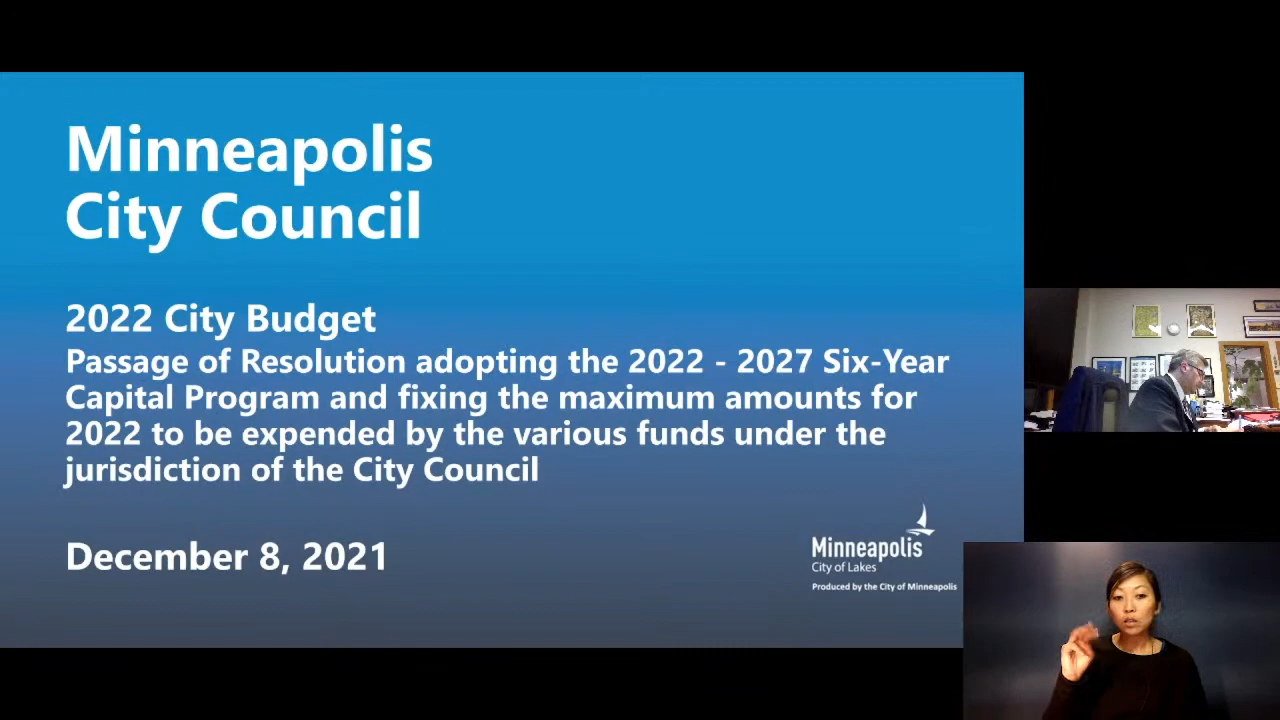 Minneapolis
City Council
2022 City Budget
Passage of Resolution adopting the 2022 - 2027 Six-Year
Capital Program and fixing the maximum amounts for
2022 to be expended by the various funds under the
jurisdiction of the City Council
December 8, 2021
Minneapolis
City of Lakes
Produced by the City of Minneapolis